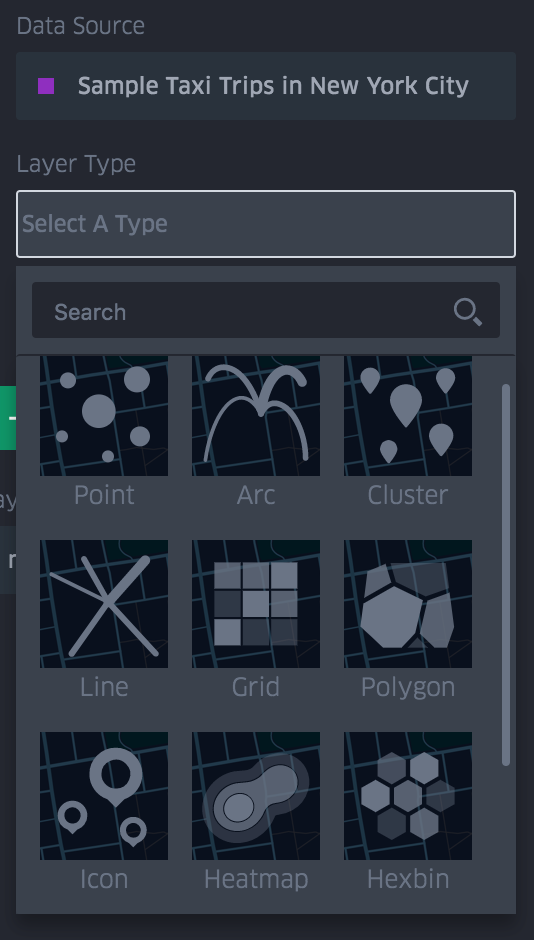 Data Source
Sample Taxi Trips in New York City
Layer Type
Select A Type
Search
Point Arc Cluster
Line Grid Polygon
Icon Heatmap Hexbin